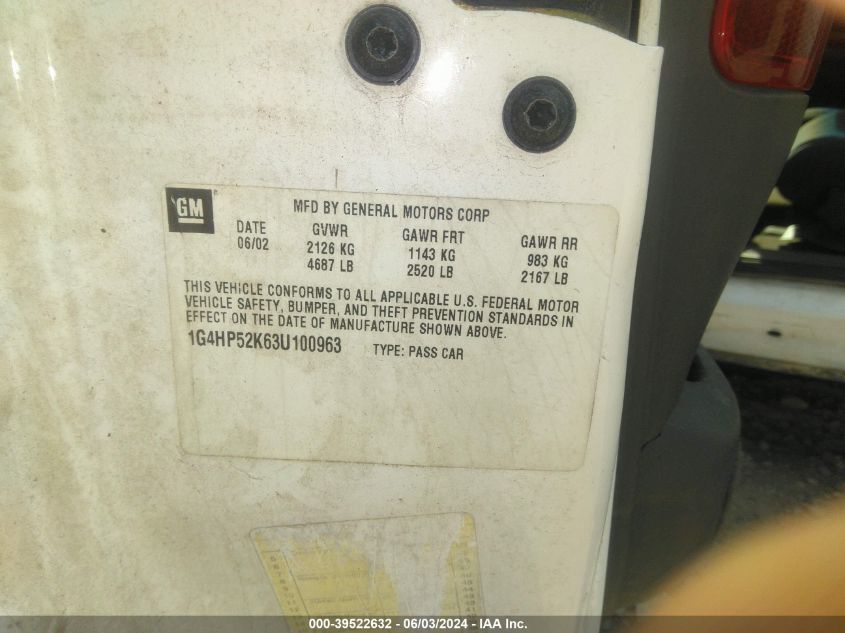 GM ®
MFD BY GENERAL MOTORS CORP
DATE GVWR GAWR FRT GAWR RR
06/02 2126 KG 1143 KG 983 KG
4687 LB 2520 LB 2167 LB
THIS VEHICLE CONFORMS TO ALL APPLICABLE U.S. FEDERAL MOTOR
VEHICLE SAFETY, BUMPER, AND THEFT PREVENTION STANDARDS IN
EFFECT ON THE DATE OF MANUFACTURE SHOWN ABOVE.
1G4HP52K63U100963 TYPE: PASS CAR
000-39522632 - 06/03/2024 - IAA Inc.